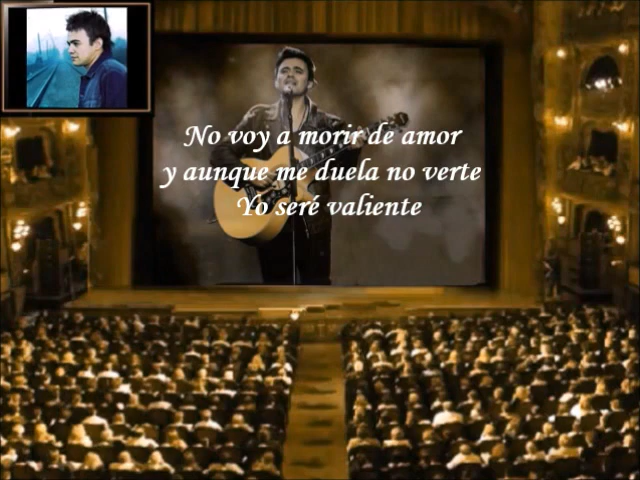 No voy a morir de amor
y aunque me duela no verte
Yo seré valiente